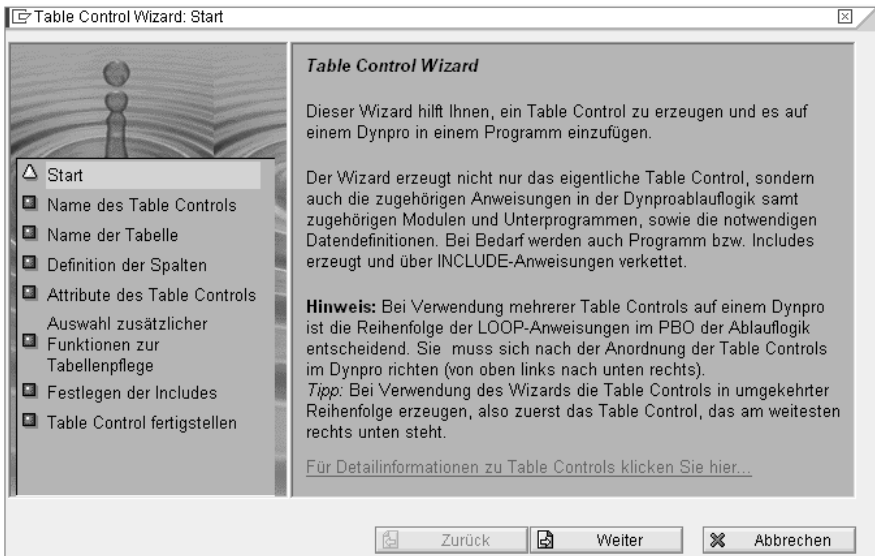 Table Control Wizard: Start
Start
Name des Table Controls
Name der Tabelle
Definition der Spalten
Attribute des Table Controls
Auswahl zusätzlicher
Funktionen zur
Tabellenpflege
Festlegen der Includes
Table Control fertigstellen
Table Control Wizard
Dieser Wizard hilft Ihnen, ein Table Control zu erzeugen und es auf
einem Dynpro in einem Programm einzufügen.
Der Wizard erzeugt nicht nur das eigentliche Table Control, sondern
auch die zugehörigen Anweisungen in der Dynproablauflogik samt
zugehörigen Modulen und Unterprogrammen, sowie die notwendigen
Datendefinitionen. Bei Bedarf werden auch Programm bzw. Includes
erzeugt und über INCLUDE-Anweisungen verkettet.
Hinweis: Bei Verwendung mehrerer Table Controls auf einem Dynpro
ist die Reihenfolge der LOOP-Anweisungen im PBO der Ablauflogik
entscheidend. Sie muss sich nach der Anordnung der Table Controls
im Dynpro richten (von oben links nach unten rechts).
Tipp: Bei Verwendung des Wizards die Table Controls in umgekehrter
Reihenfolge erzeugen, also zuerst das Table Control, das am weitesten
rechts unten steht.
Für Detailinformationen zu Table Controls klicken Sie hier...
Zurück Weiter Abbrechen